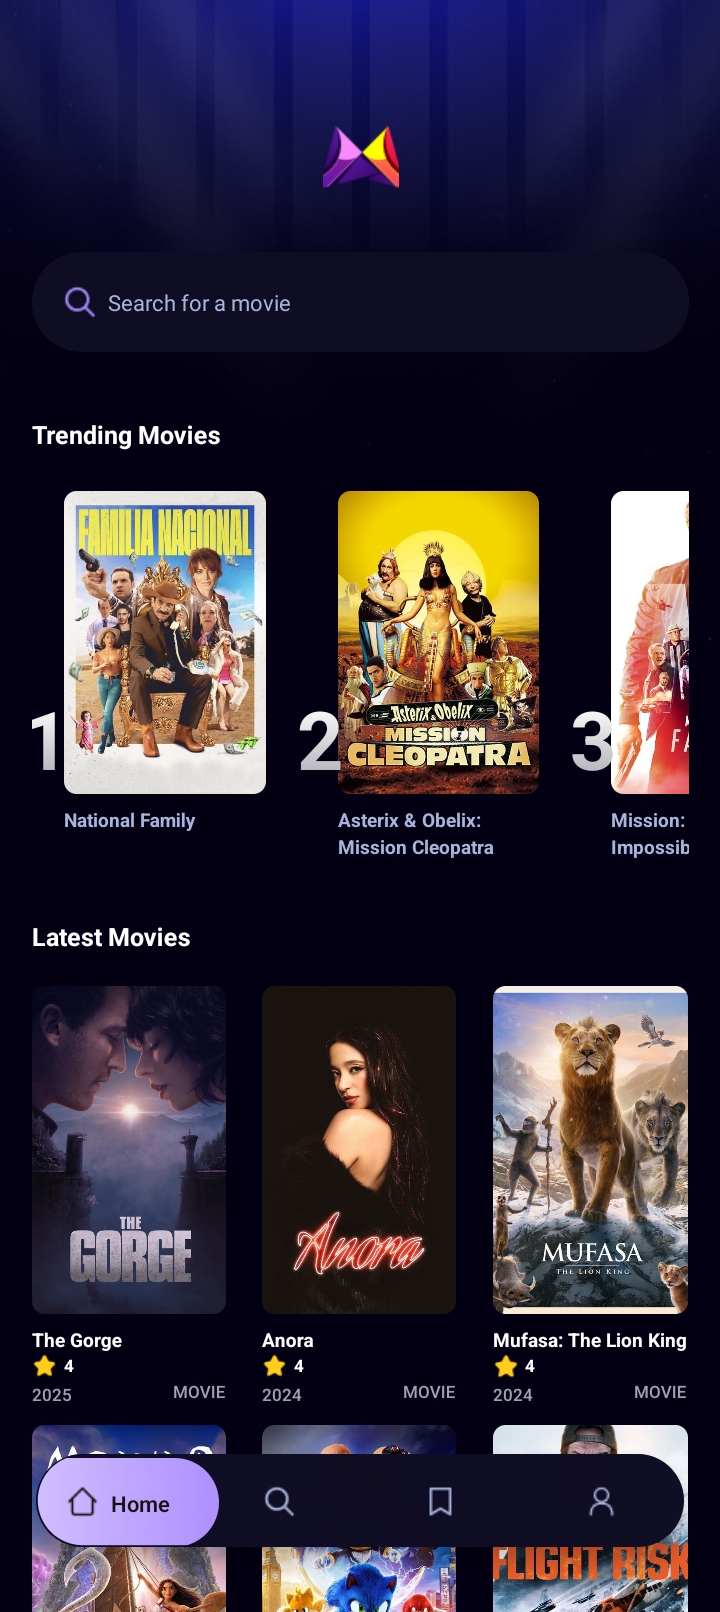 Search for a movie
Trending Movies
FAMILIA NACIONAL
Asterix & Obelix
MISSION
CLEOPATRA
FA
1
2
3
National Family
Asterix & Obelix:
Mission Cleopatra
Mission:
Impossib
Latest Movies
THE
GORGE
Anora
MUFASA
THE LION KING
The Gorge
Anora
Mufasa: The Lion King
4
4
4
2025
MOVIE
2024
MOVIE
2024
MOVIE
Home
FLIGHT RISK